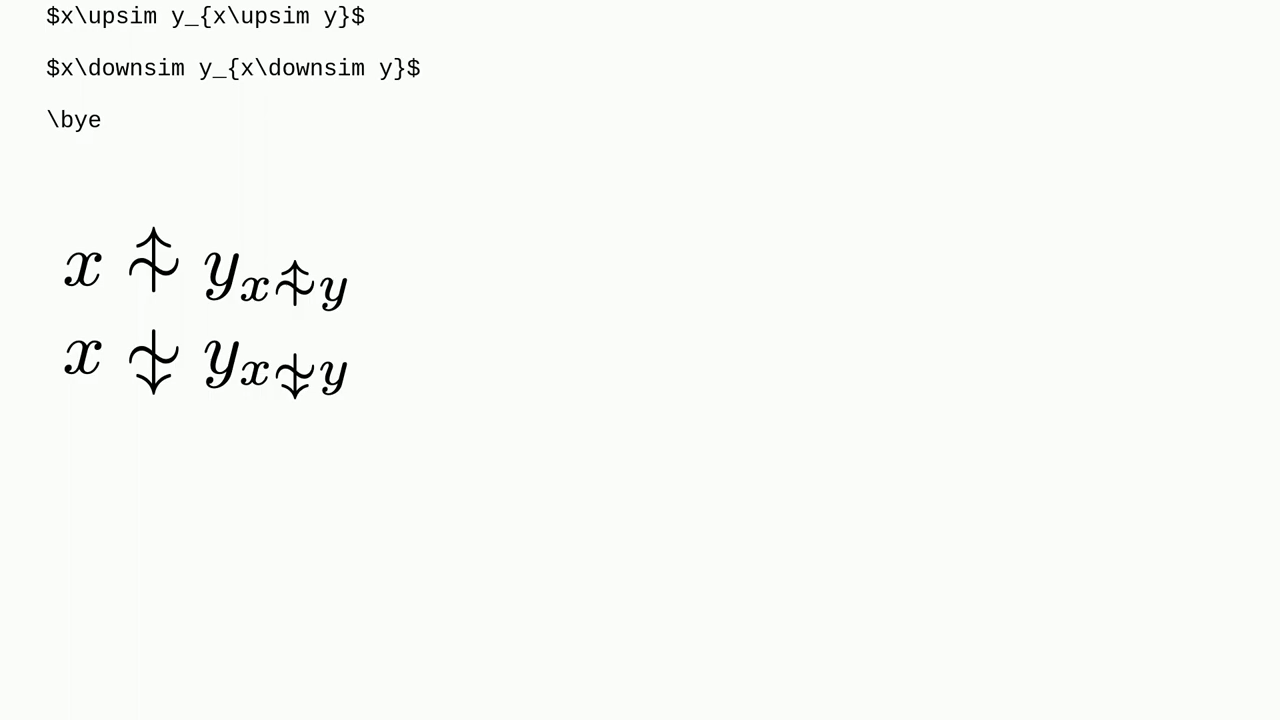 $x\upsim y_{x\upsim y}$
$x\downsim y_{x\downsim y}$
\bye
x ⍏ y_{x ⍏ y}
x ⍖ y_{x ⍖ y}